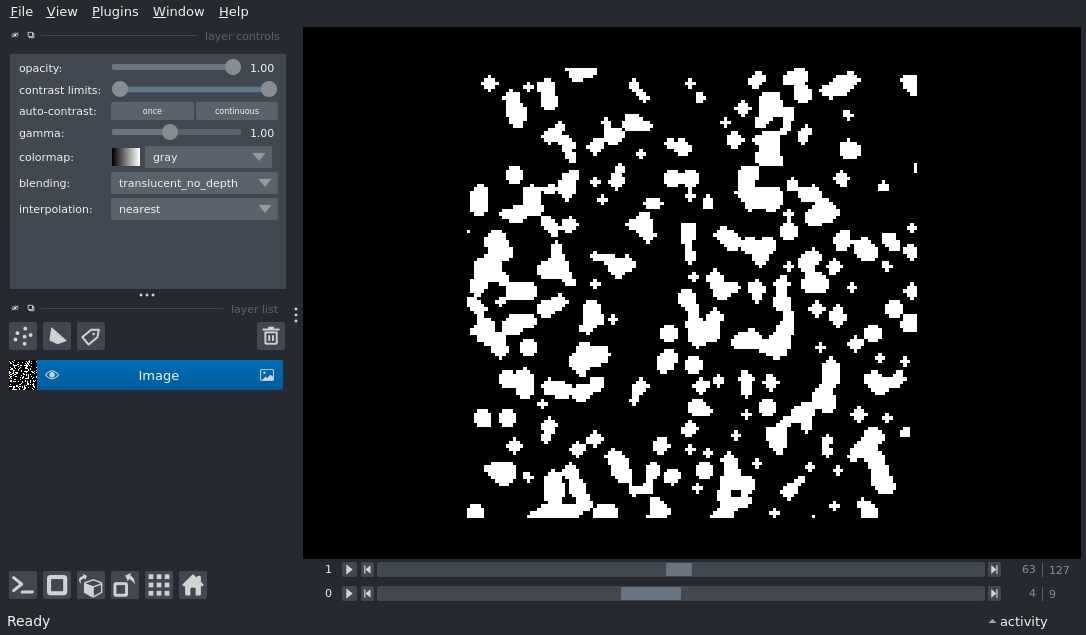 File View Plugins Window Help
layer controls
opacity: 1.00
contrast limits:
auto-contrast: once continuous
gamma: 1.00
colormap: gray
blending: translucent_no_depth
interpolation: nearest
layer list
Image
1 63 127
0 4 9
Ready activity